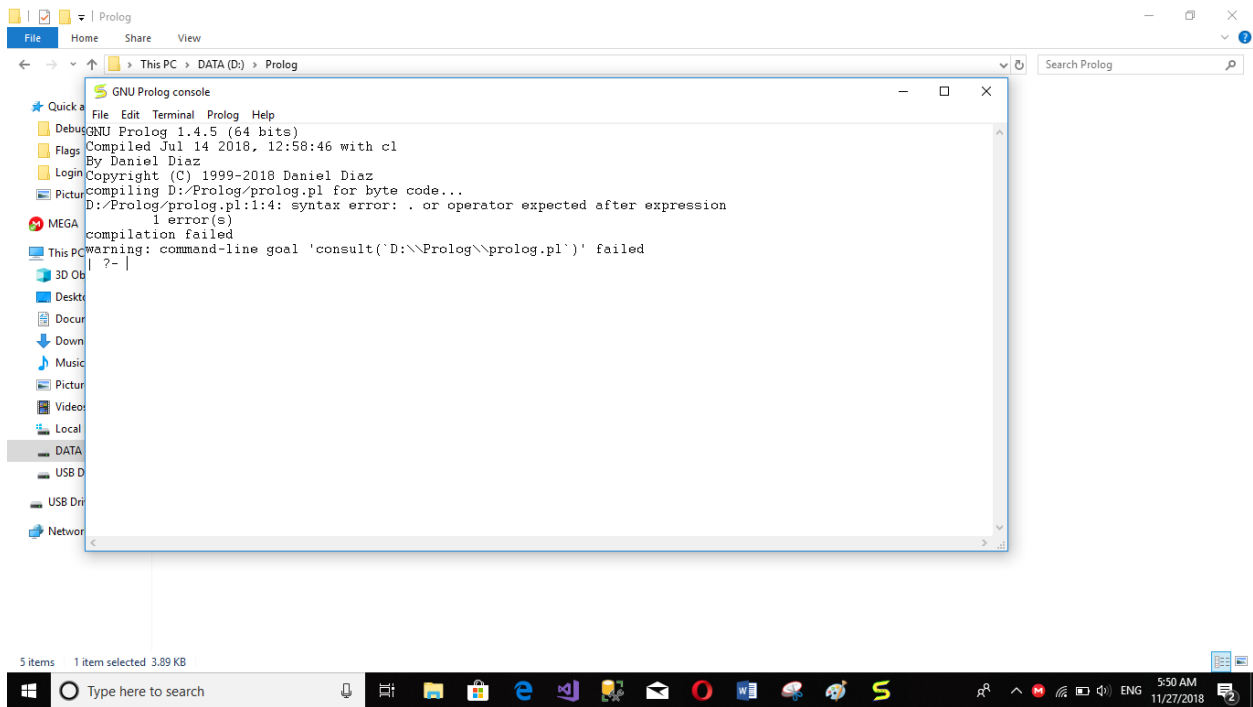 Prolog
File Home Share View
This PC > DATA (D:) > Prolog
Search Prolog
GNU Prolog console
File Edit Terminal Prolog Help
GNU Prolog 1.4.5 (64 bits)
Compiled Jul 14 2018, 12:58:46 with cl
By Daniel Diaz
Copyright (C) 1999-2018 Daniel Diaz
compiling D:/Prolog/prolog.pl for byte code...
D:/Prolog/prolog.pl:1:4: syntax error: . or operator expected after expression
1 error(s)
compilation failed
warning: command-line goal 'consult(`D:\\Prolog\\prolog.pl`)' failed
| ?-
Quick a
Debug
Flags
Login
Pictur
MEGA
This PC
3D Ob
Deskto
Docur
Down
Music
Pictur
Videos
Local
DATA
USB D
USB Dri
Networ
5 items 1 item selected 3.89 KB
Type here to search
ENG
5:50 AM
11/27/2018
2